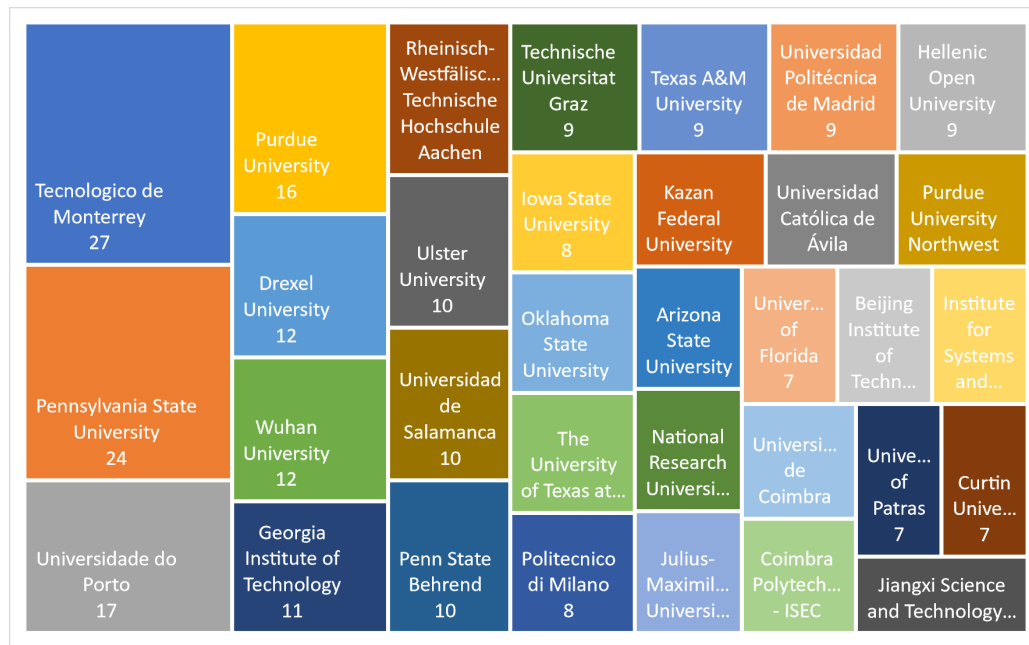 Tecnologico de
Monterrey
27
Pennsylvania State
University
24
Universidade do
Porto
17
Purdue
University
16
Drexel
University
12
Wuhan
University
12
Georgia
Institute of
Technology
11
Rheinisch-
Westfälisc...
Technische
Hochschule
Aachen
Ulster
University
10
Universidad
de
Salamanca
10
Penn State
Behrend
10
Technische
Universitat
Graz
9
Texas A&M
University
9
Universidad
Politécnica
de Madrid
9
Hellenic
Open
University
9
Iowa State
University
8
Oklahoma
State
University
The
University
of Texas at...
Politecnico
di Milano
8
Kazan
Federal
University
Universidad
Católica de
Ávila
Purdue
University
Northwest
Arizona
State
University
National
Research
Universi...
Julius-
Maximil...
Universi...
Univer...
of
Florida
7
Beijing
Institute
of
Techn...
Institute
for
Systems
and...
Universi...
de
Coimbra
Coimbra
Polytech...
- ISEC
Unive...
of
Patras
7
Curtin
Unive...
7
Jiangxi Science
and Technology...